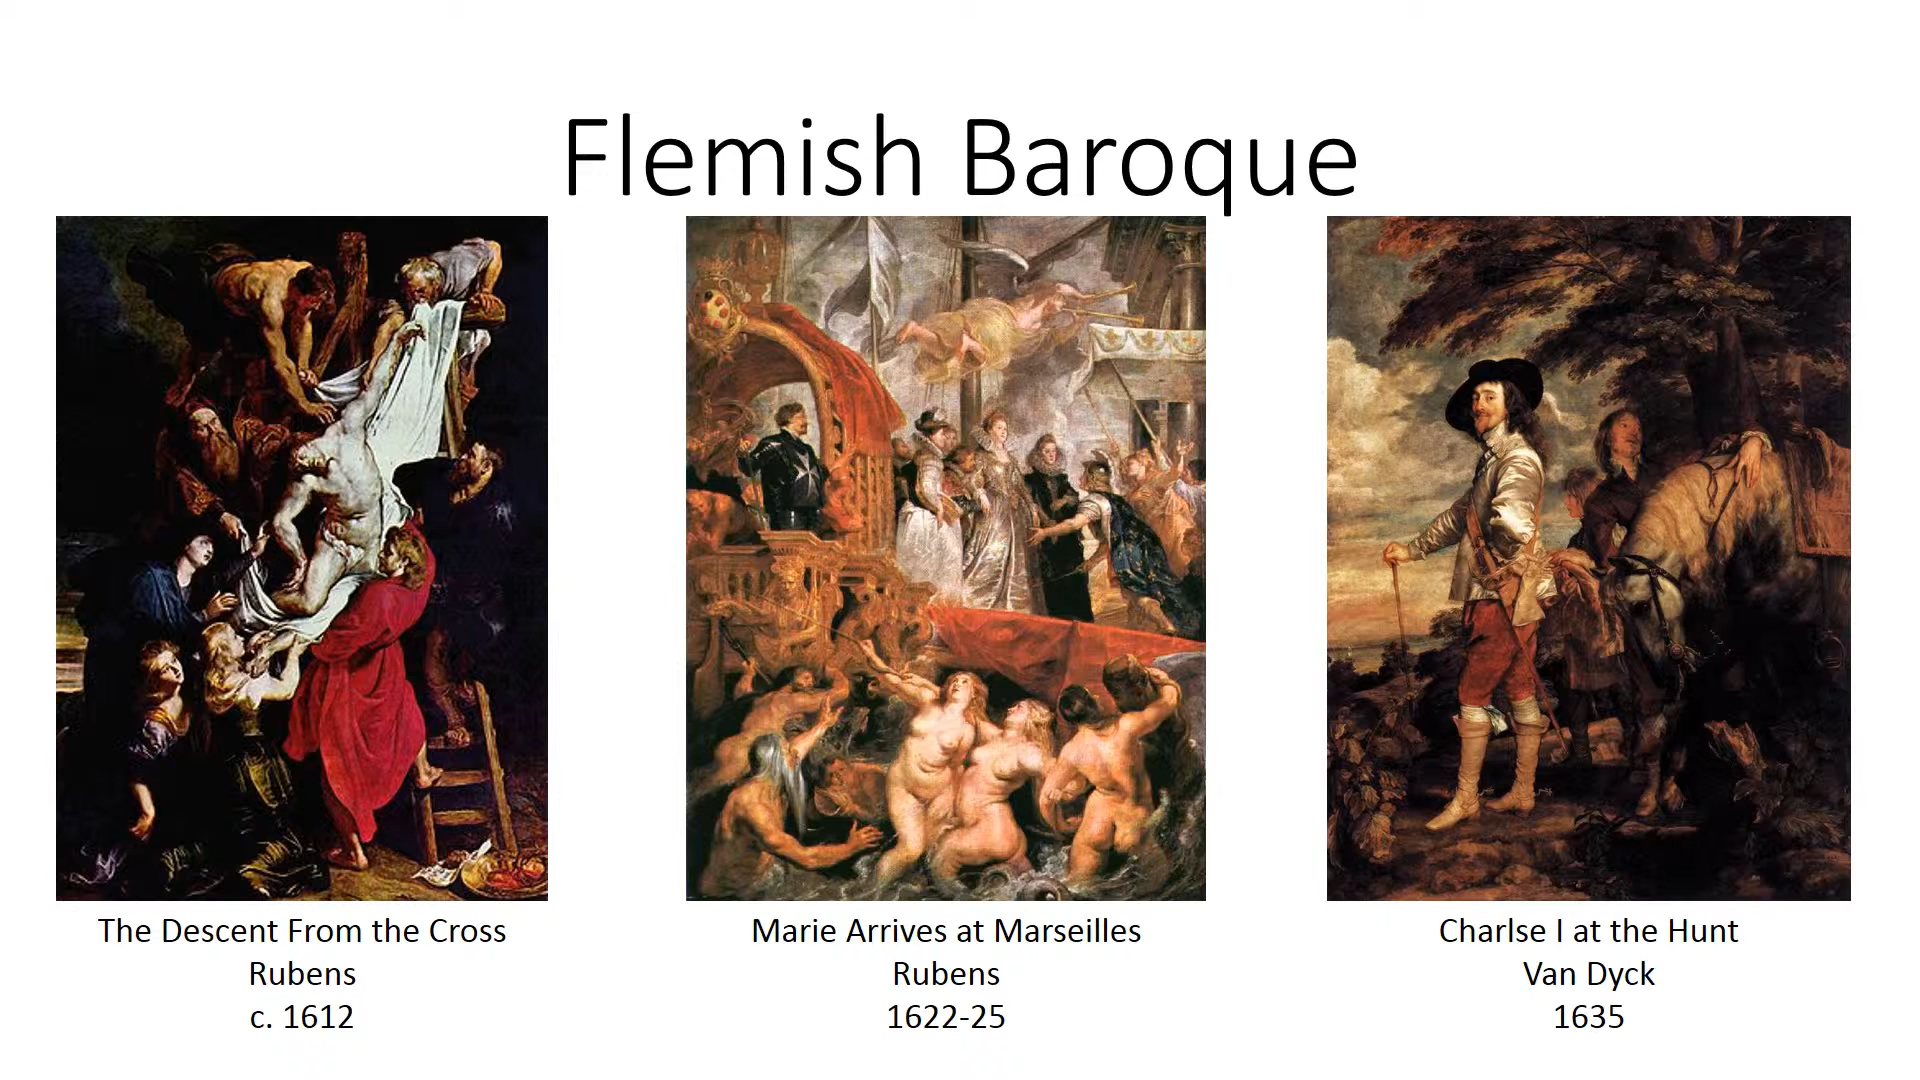 Flemish Baroque
The Descent From the Cross
Rubens
c. 1612
Marie Arrives at Marseilles
Rubens
1622-25
Charlse I at the Hunt
Van Dyck
1635